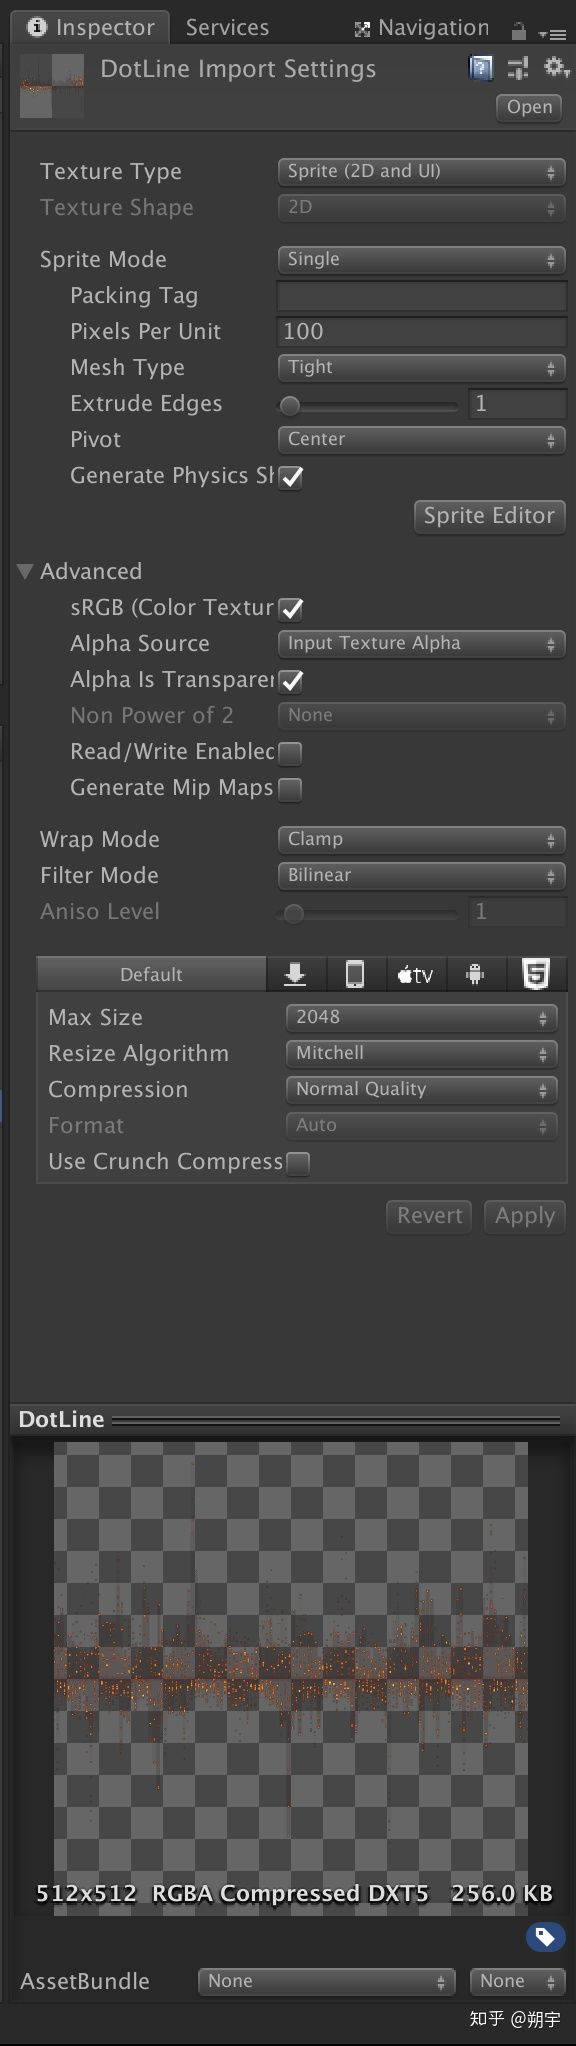 Inspector Services Navigation
DotLine Import Settings
Open
Texture Type Sprite (2D and UI)
Texture Shape 2D
Sprite Mode Single
Packing Tag
Pixels Per Unit 100
Mesh Type Tight
Extrude Edges 1
Pivot Center
Generate Physics Sh
Sprite Editor
Advanced
sRGB (Color Textur
Alpha Source Input Texture Alpha
Alpha Is Transparer
Non Power of 2 None
Read/Write Enabled
Generate Mip Maps
Wrap Mode Clamp
Filter Mode Bilinear
Aniso Level 1
Default tv 5
Max Size 2048
Resize Algorithm Mitchell
Compression Normal Quality
Format Auto
Use Crunch Compress
Revert Apply
DotLine
512x512 RGBA Compressed DXT5 256.0 KB
AssetBundle None None
知乎 @朔宇